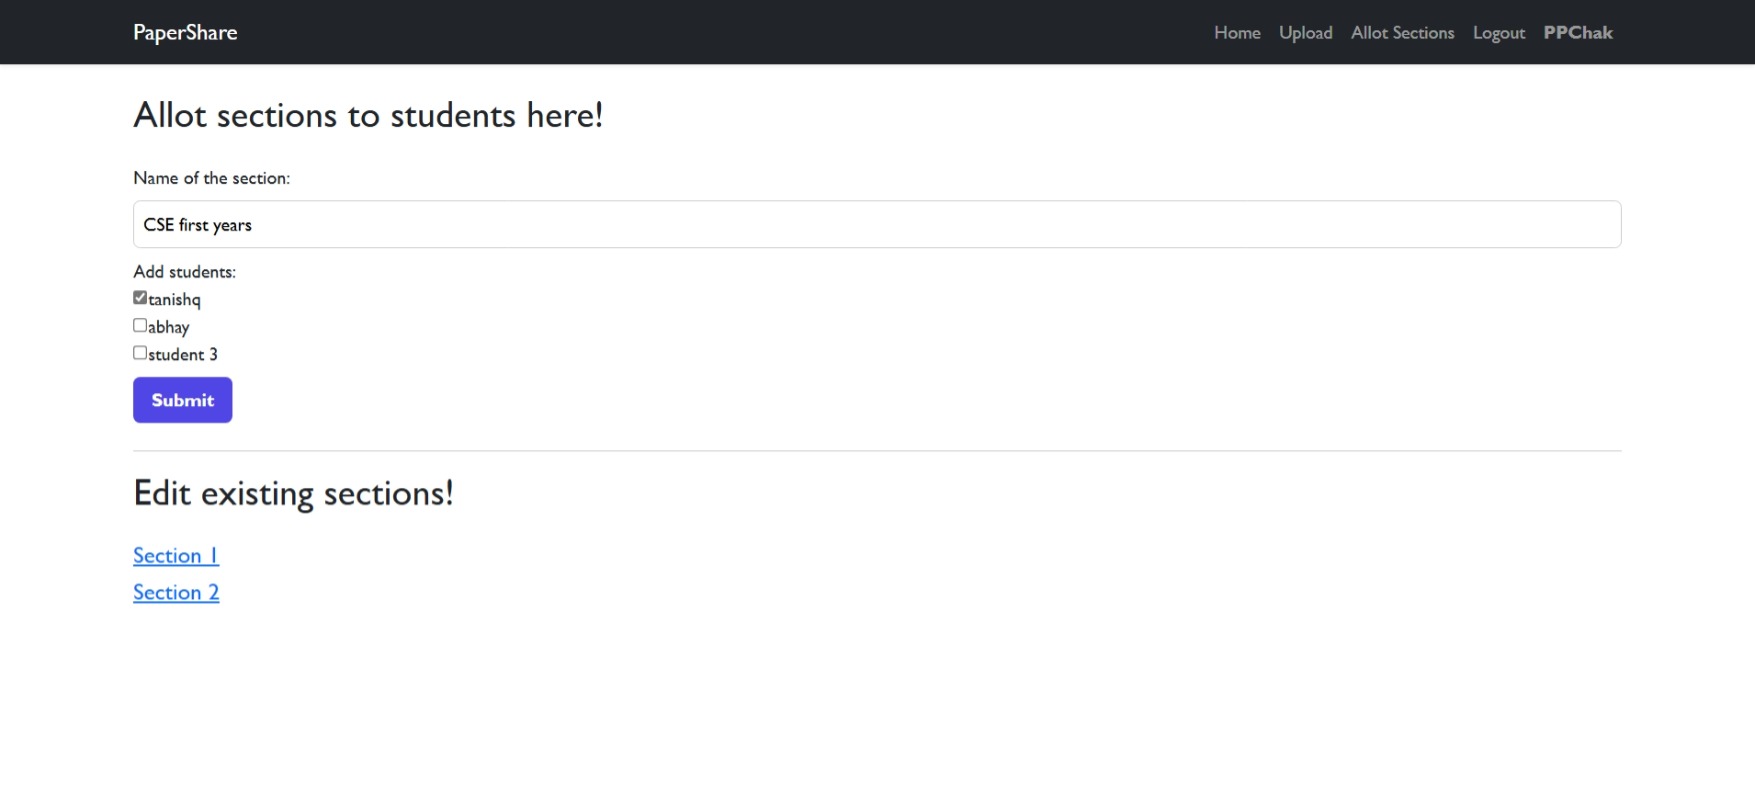 PaperShare Home Upload Allot Sections Logout PPChak
Allot sections to students here!
Name of the section:
CSE first years
Add students:
tanishq
abhay
student 3
Submit
Edit existing sections!
Section 1
Section 2